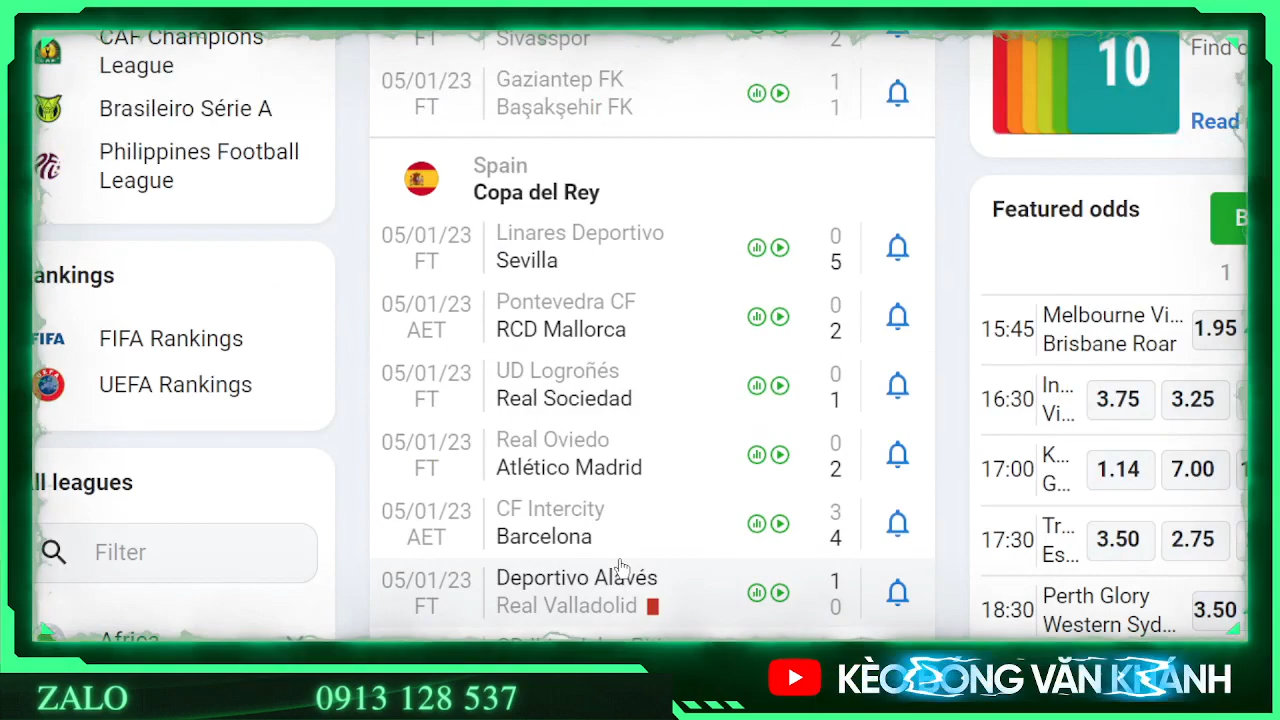 CAF Champions
League
Brasileiro Série A
Philippines Football
League
ankings
FIFA
FIFA Rankings
UEFA Rankings
ll leagues
Filter
Africa
FT
Sivasspor
2
05/01/23
FT
Gaziantep FK
Başakşehir FK
1
1
Spain
Copa del Rey
05/01/23
FT
Linares Deportivo
Sevilla
0
5
05/01/23
AET
Pontevedra CF
RCD Mallorca
0
2
05/01/23
FT
UD Logroñés
Real Sociedad
0
1
05/01/23
FT
Real Oviedo
Atlético Madrid
0
2
05/01/23
AET
CF Intercity
Barcelona
3
4
05/01/23
FT
Deportivo Alavés
Real Valladolid
1
0
10
Find
Read
Featured odds
B
1
15:45
Melbourne Vi...
Brisbane Roar
1.95
16:30
In...
Vi...
3.75
3.25
17:00
K...
G...
1.14
7.00
17:30
Tr...
Es...
3.50
2.75
18:30
Perth Glory
Western Syd...
3.50
KÈO BÓNG VĂN KHÁNH
ZALO
0913 128 537